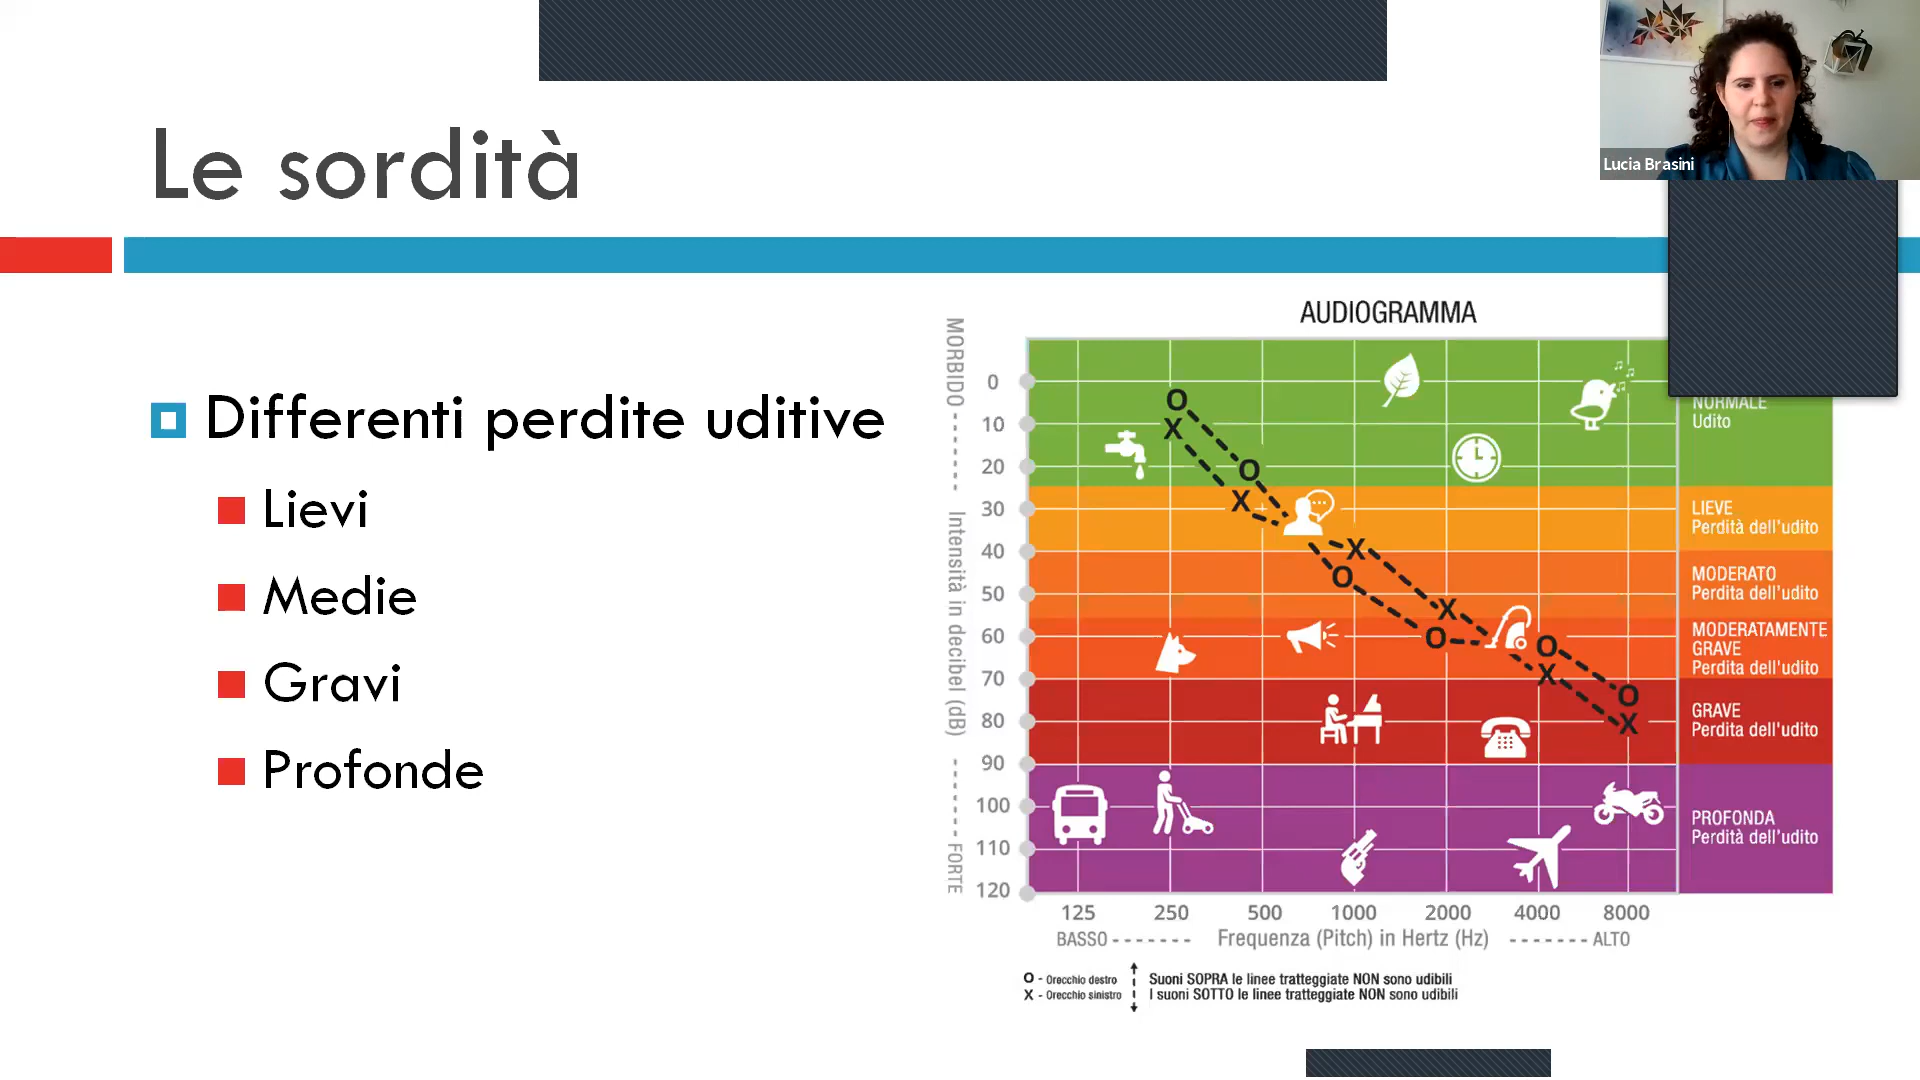 Lucia Brasini
Le sordità
Differenti perdite uditive
Lievi
Medie
Gravi
Profonde
AUDIOGRAMMA
MORBIDO
Intensità in decibel (dB)
FORTE
0
10
20
30
40
50
60
70
80
90
100
110
120
NORMALE
Udito
LIEVE
Perdità dell'udito
MODERATO
Perdita dell'udito
MODERATAMENTE
GRAVE
Perdita dell'udito
GRAVE
Perdita dell'udito
PROFONDA
Perdità dell'udito
125 250 500 1000 2000 4000 8000
BASSO Frequenza (Pitch) in Hertz (Hz) ALTO
O - Orecchio destro Suoni SOPRA le linee tratteggiate NON sono udibili
X - Orecchio sinistro I suoni SOTTO le linee tratteggiate NON sono udibili